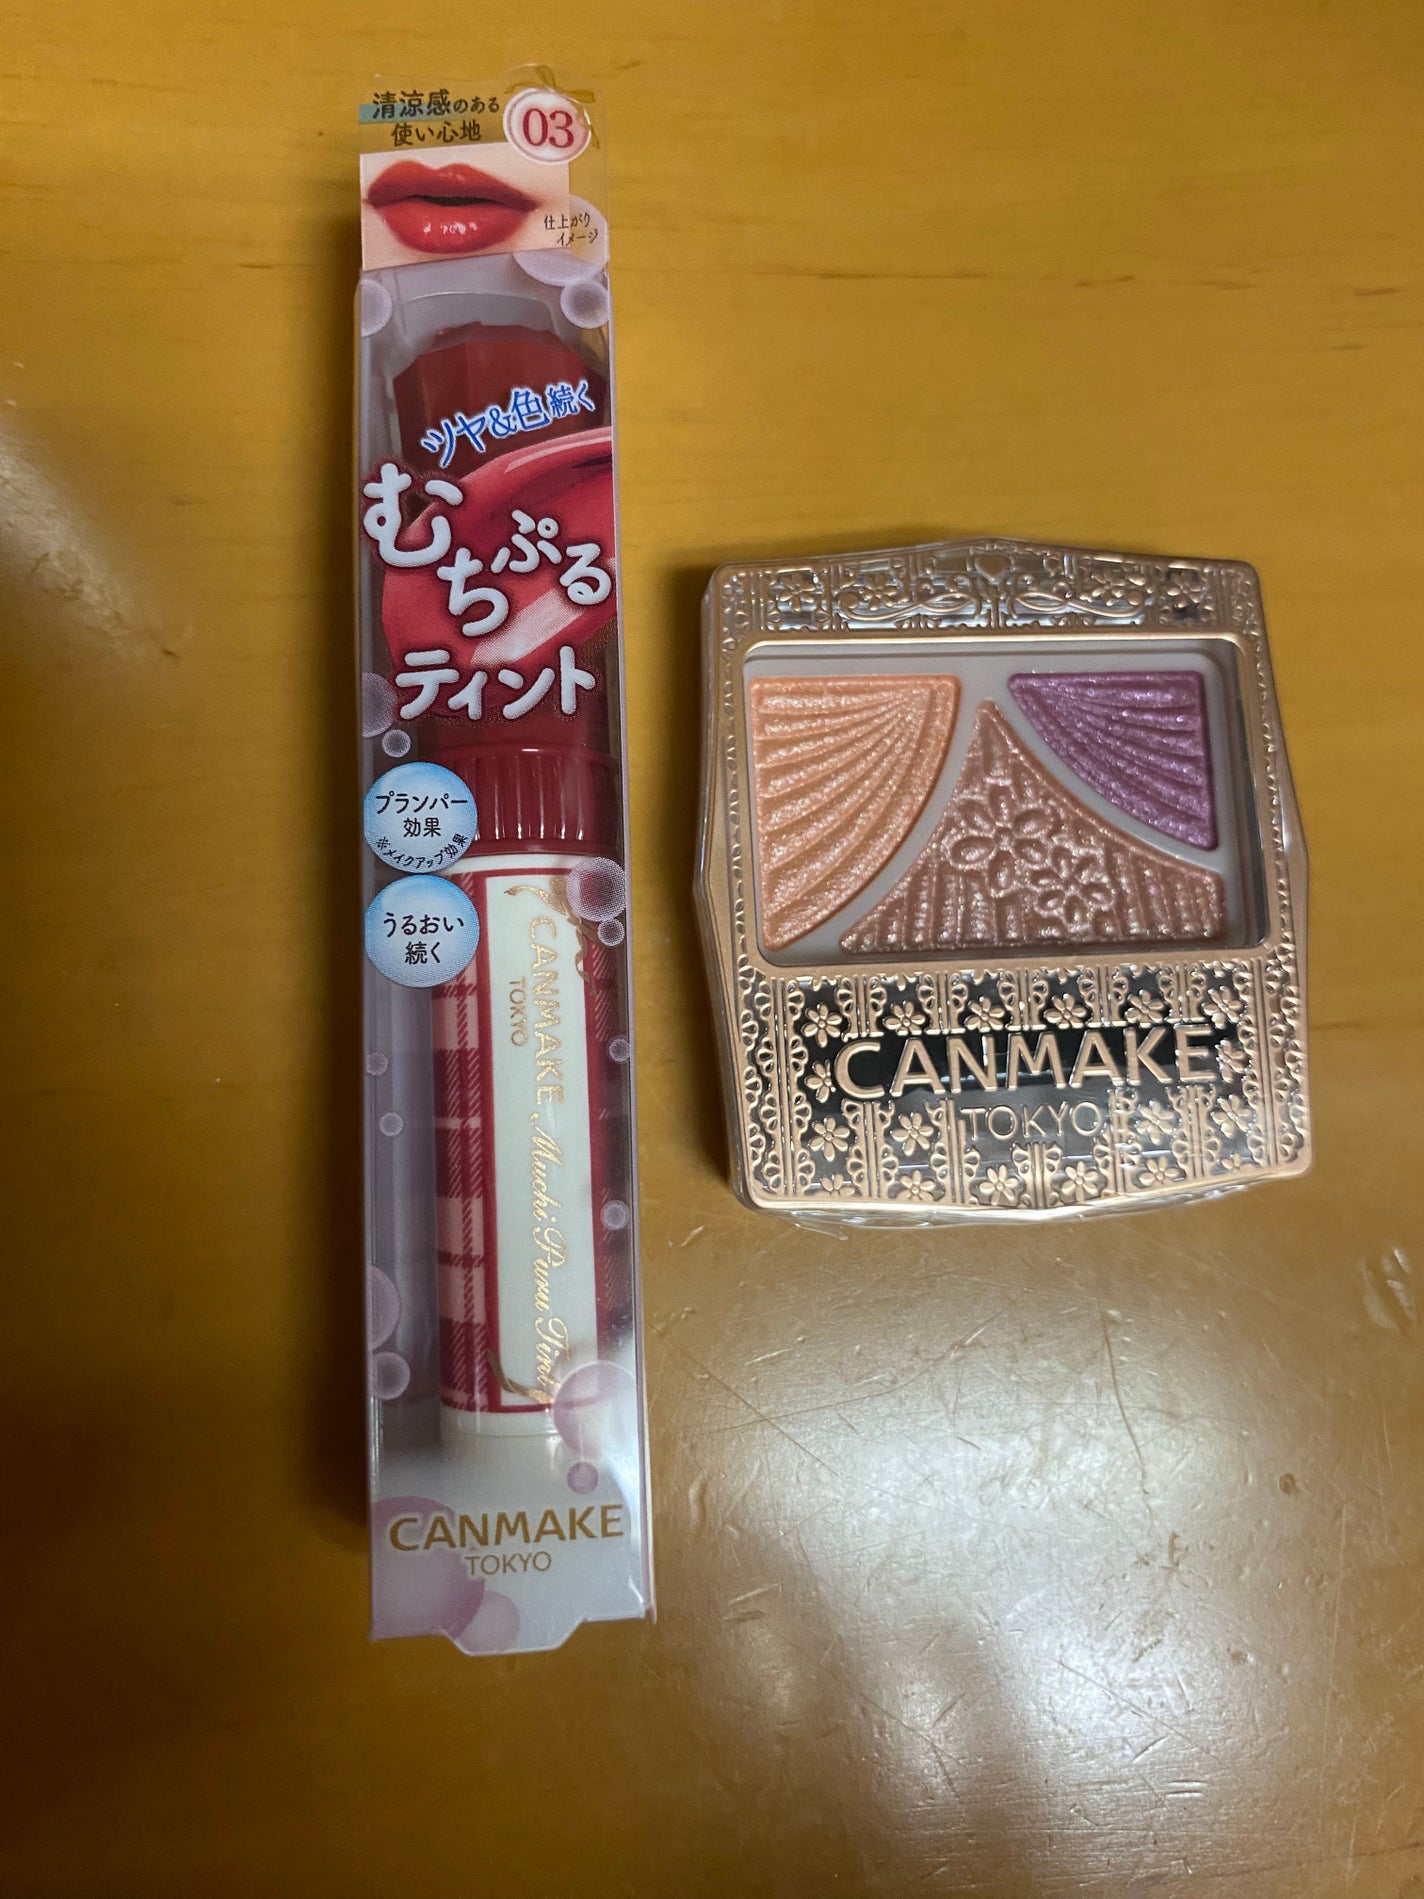 清涼感のある
使い心地
03
仕上がり
イメージ
ツヤ&色続く
むちぷる
ティント
プランパー
効果
※メイクアップ効果
うるおい
続く
CANMAKE
TOKYO
Muchi Puru Tint
CANMAKE
TOKYO
CANMAKE
TOKYO